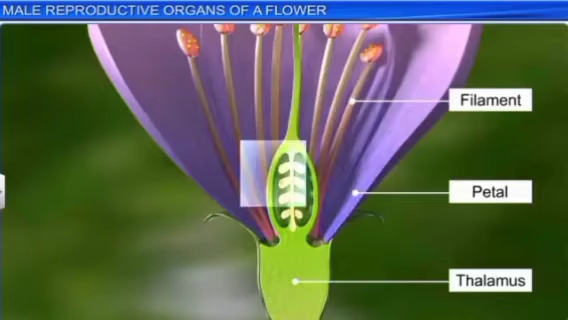 MALE REPRODUCTIVE ORGANS OF A FLOWER
Filament
Petal
Thalamus